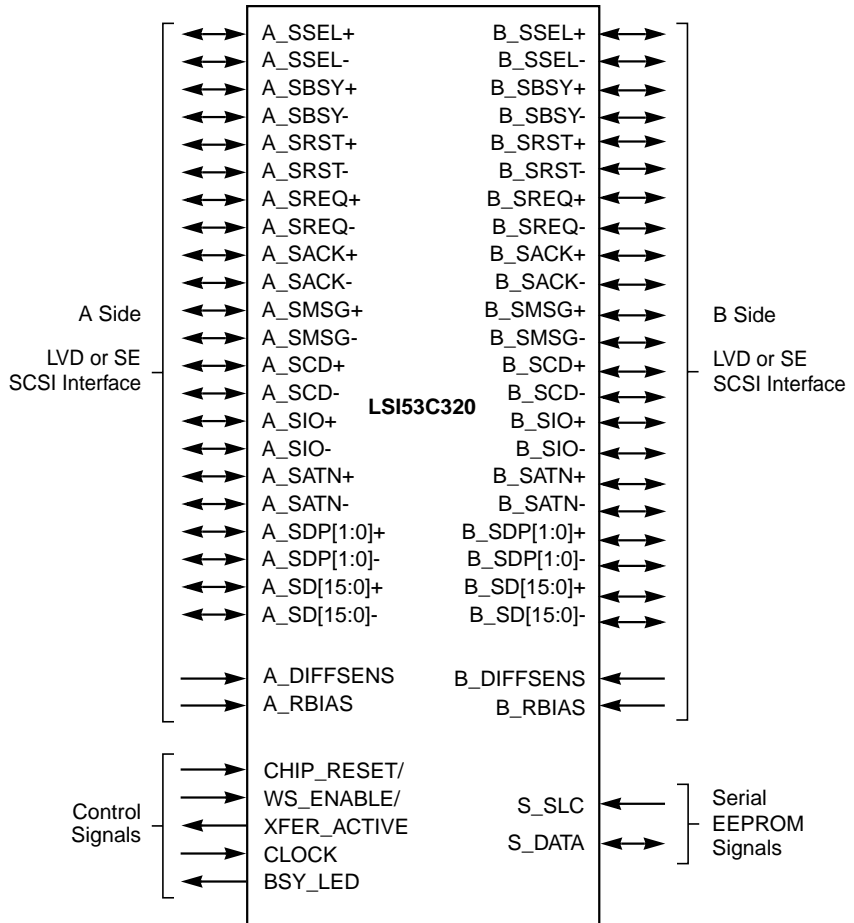 A_SSEL+
A_SSEL-
A_SBSY+
A_SBSY-
A_SRST+
A_SRST-
A_SREQ+
A_SREQ-
A_SACK+
A_SACK-
A_SMSG+
A_SMSG-
A_SCD+
A_SCD-
A_SIO+
A_SIO-
A_SATN+
A_SATN-
A_SDP[1:0]+
A_SDP[1:0]-
A_SD[15:0]+
A_SD[15:0]-
A_DIFFSENS
A_RBIAS
A Side
LVD or SE
SCSI Interface
LSI53C320
B_SSEL+
B_SSEL-
B_SBSY+
B_SBSY-
B_SRST+
B_SRST-
B_SREQ+
B_SREQ-
B_SACK+
B_SACK-
B_SMSG+
B_SMSG-
B_SCD+
B_SCD-
B_SIO+
B_SIO-
B_SATN+
B_SATN-
B_SDP[1:0]+
B_SDP[1:0]-
B_SD[15:0]+
B_SD[15:0]-
B_DIFFSENS
B_RBIAS
B Side
LVD or SE
SCSI Interface
Control
Signals
CHIP_RESET/
WS_ENABLE/
XFER_ACTIVE
CLOCK
BSY_LED
S_SLC
S_DATA
Serial
EEPROM
Signals